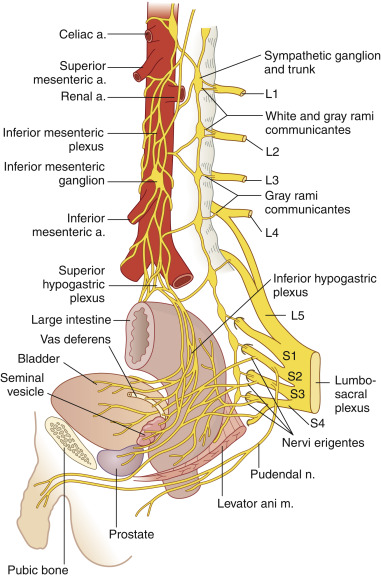 Celiac a.
Superior
mesenteric a.
Renal a.
Inferior mesenteric
plexus
Inferior mesenteric
ganglion
Inferior
mesenteric a.
Superior
hypogastric
plexus
Large intestine
Vas deferens
Bladder
Seminal
vesicle
Pubic bone
Prostate
Sympathetic ganglion
and trunk
L1
White and gray rami
communicantes
L2
L3
Gray rami
communicantes
L4
Inferior hypogastric
plexus
L5
S1
S2
S3
S4
Lumbo-
sacral
plexus
Nervi erigentes
Pudendal n.
Levator ani m.